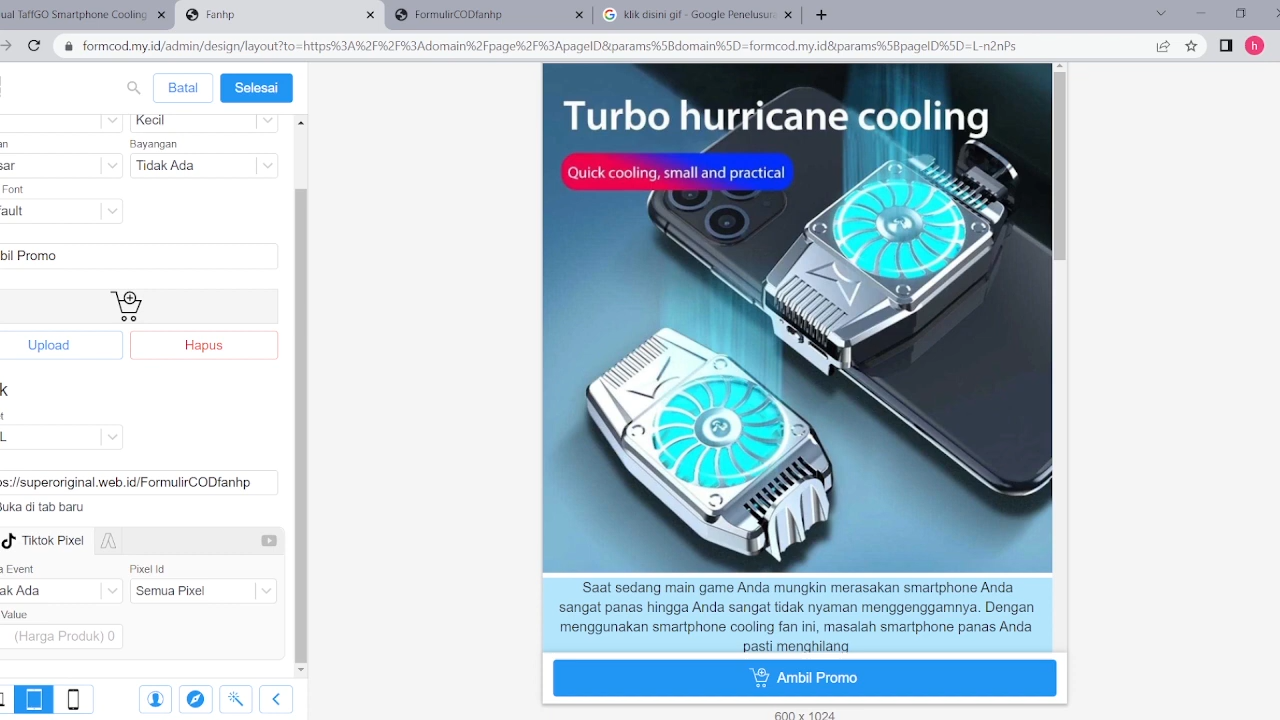 ual TaffGO Smartphone Cooling
Fanhp
FormulirCODfanhp
klik disini gif - Google Penelusura
formcod.my.id/admin/design/layout?to=https%3A%2F%2F%3Adomain%2Fpage%2F%3ApageID&params%5Bdomain%5D=formcod.my.id&params%5BpageID%5D=L-n2nPs
h
Batal
Selesai
Kecil
an
Bayangan
sar
Tidak Ada
Font
fault
bil Promo
Upload
Hapus
k
t
L
ps://superoriginal.web.id/FormulirCODfanhp
Buka di tab baru
Tiktok Pixel
a Event
Pixel Id
ak Ada
Semua Pixel
Value
(Harga Produk) 0
Turbo hurricane cooling
Quick cooling, small and practical
Saat sedang main game Anda mungkin merasakan smartphone Anda
sangat panas hingga Anda sangat tidak nyaman menggenggamnya. Dengan
menggunakan smartphone cooling fan ini, masalah smartphone panas Anda
pasti menghilang
Ambil Promo
600 x 1024